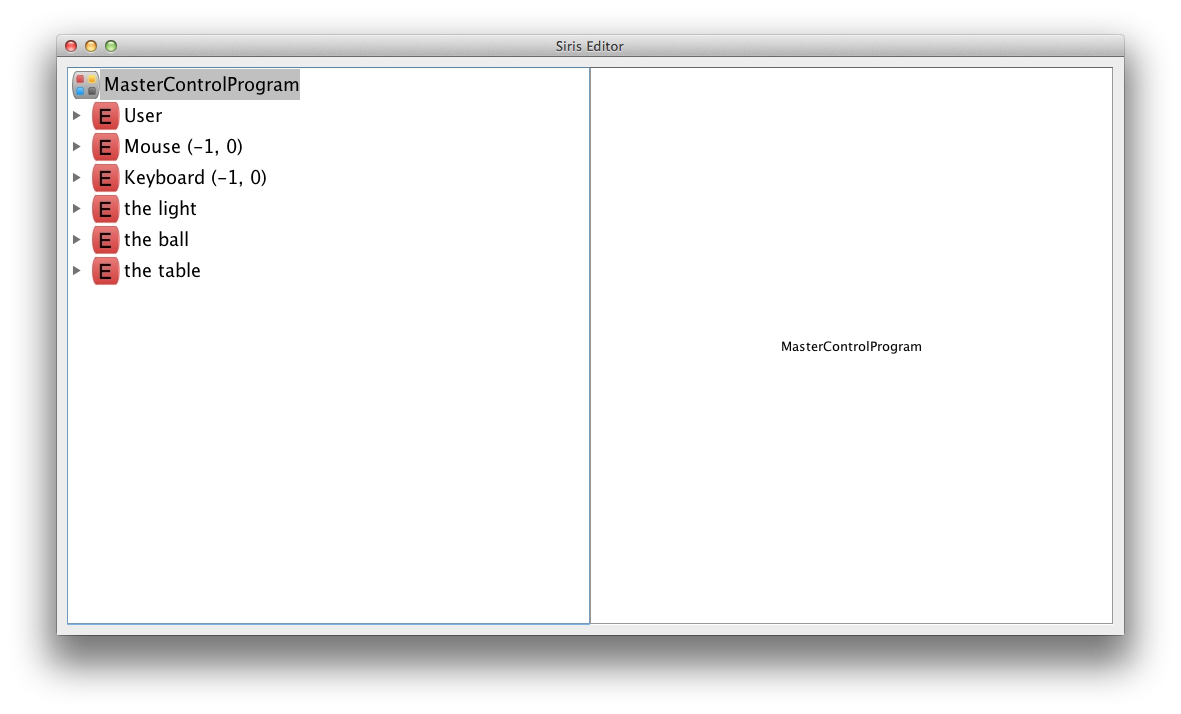 Siris Editor
MasterControlProgram
E User
E Mouse (-1, 0)
E Keyboard (-1, 0)
E the light
E the ball
E the table
MasterControlProgram